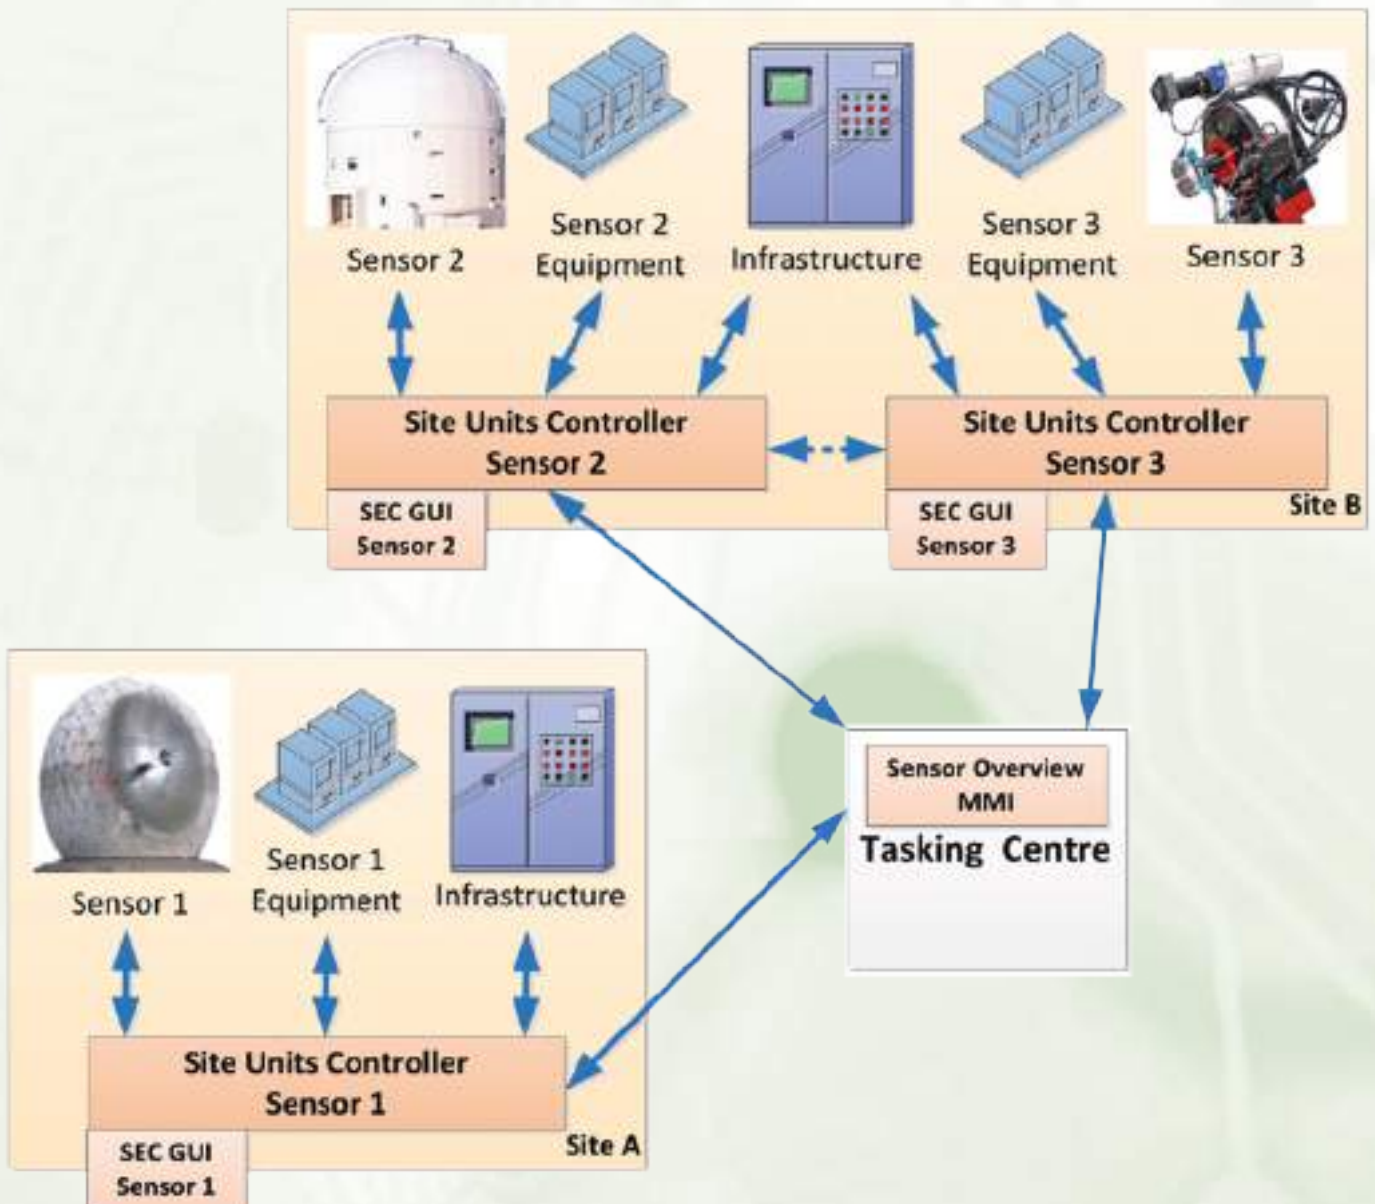 Sensor 2
Sensor 2
Equipment
Infrastructure
Sensor 3
Equipment
Sensor 3
Site Units Controller
Sensor 2
Site Units Controller
Sensor 3
SEC GUI
Sensor 2
SEC GUI
Sensor 3
Site B
Sensor 1
Sensor 1
Equipment
Infrastructure
Site Units Controller
Sensor 1
SEC GUI
Sensor 1
Site A
Sensor Overview
MMI
Tasking Centre